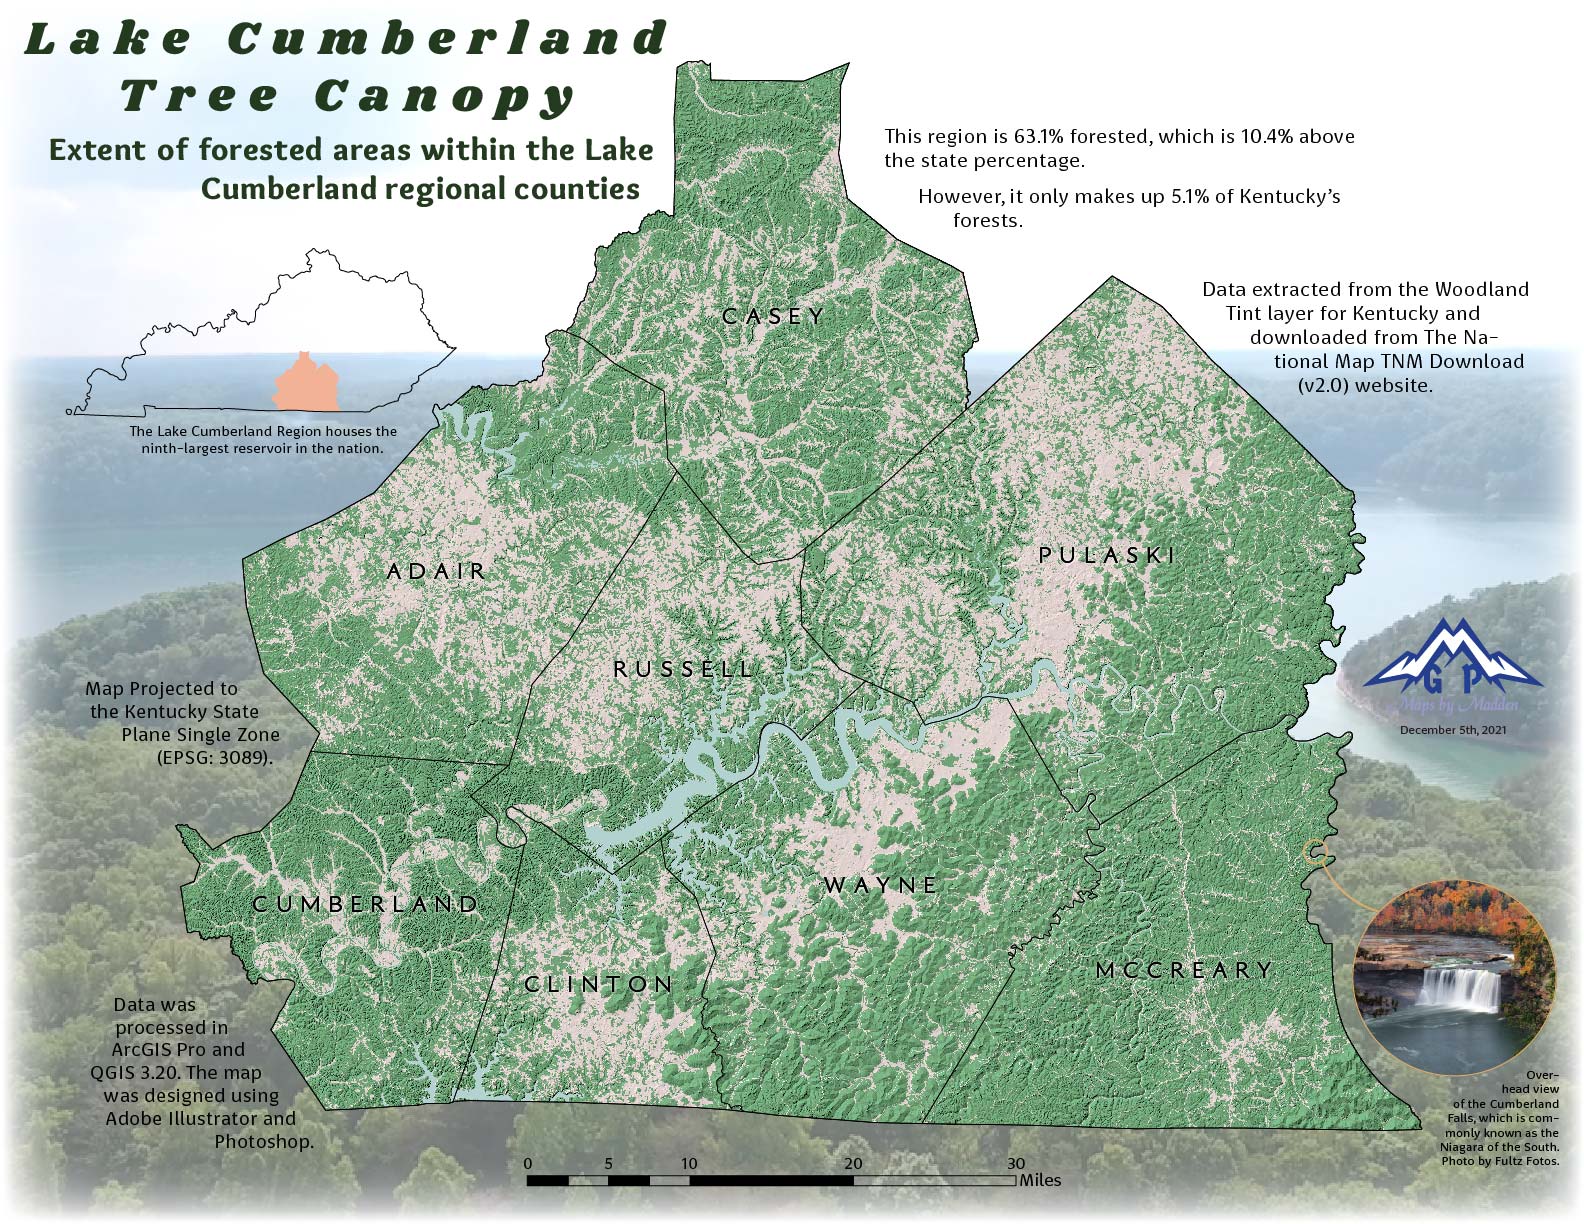 Lake Cumberland
Tree Canopy
Extent of forested areas within the Lake
Cumberland regional counties
This region is 63.1% forested, which is 10.4% above
the state percentage.
However, it only makes up 5.1% of Kentucky's
forests.
Data extracted from the Woodland
Tint layer for Kentucky and
downloaded from The Na-
tional Map TNM Download
(v2.0) website.
The Lake Cumberland Region houses the
ninth-largest reservoir in the nation.
CASEY
PULASKI
ADAIR
RUSSELL
WAYNE
CUMBERLAND
CLINTON
MCCREARY
Map Projected to
the Kentucky State
Plane Single Zone
(EPSG: 3089).
GP
Maps by Madden
December 5th, 2021
Data was
processed in
ArcGIS Pro and
QGIS 3.20. The map
was designed using
Adobe Illustrator and
Photoshop.
Over-
head view
of the Cumberland
Falls, which is com-
monly known as the
Niagara of the South.
Photo by Fultz Fotos.
0 5 10 20 30
Miles